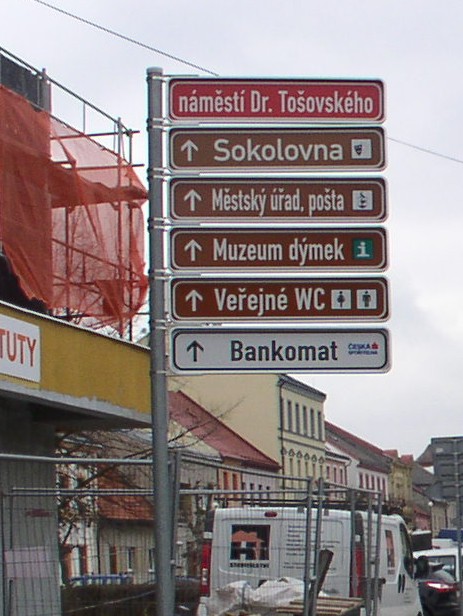 náměstí Dr. Tošovského
Sokolovna
Městský úřad, pošta
Muzeum dýmek
Veřejné WC
Bankomat ČESKÁ SPOŘITELNA
TUTY